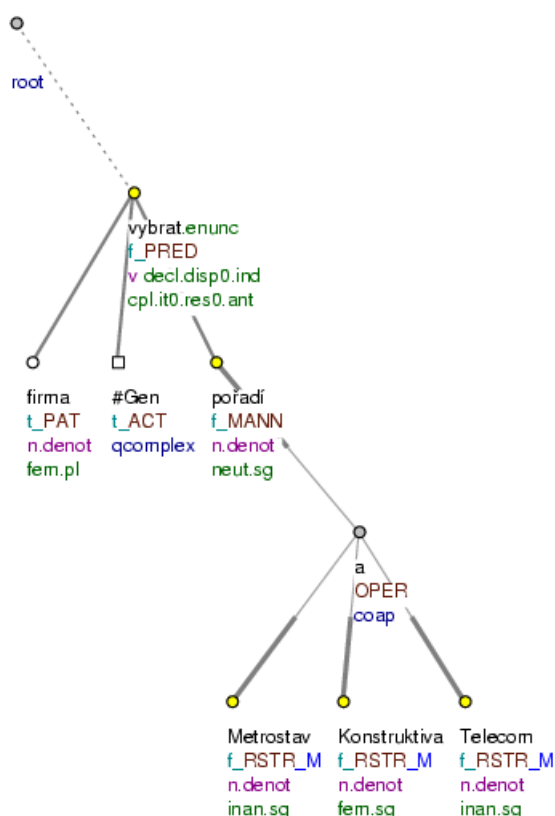 root
vybrat.enunc
f_PRED
v decl.disp0.ind
cpl.it0.res0.ant
firma
t_PAT
n.denot
fem.pl
#Gen
t_ACT
qcomplex
pořadí
f_MANN
n.denot
neut.sg
a
OPER
coap
Metrostav
f_RSTR_M
n.denot
inan.sg
Konstruktiva
f_RSTR_M
n.denot
fem.sg
Telecom
f_RSTR_M
n.denot
inan.sg